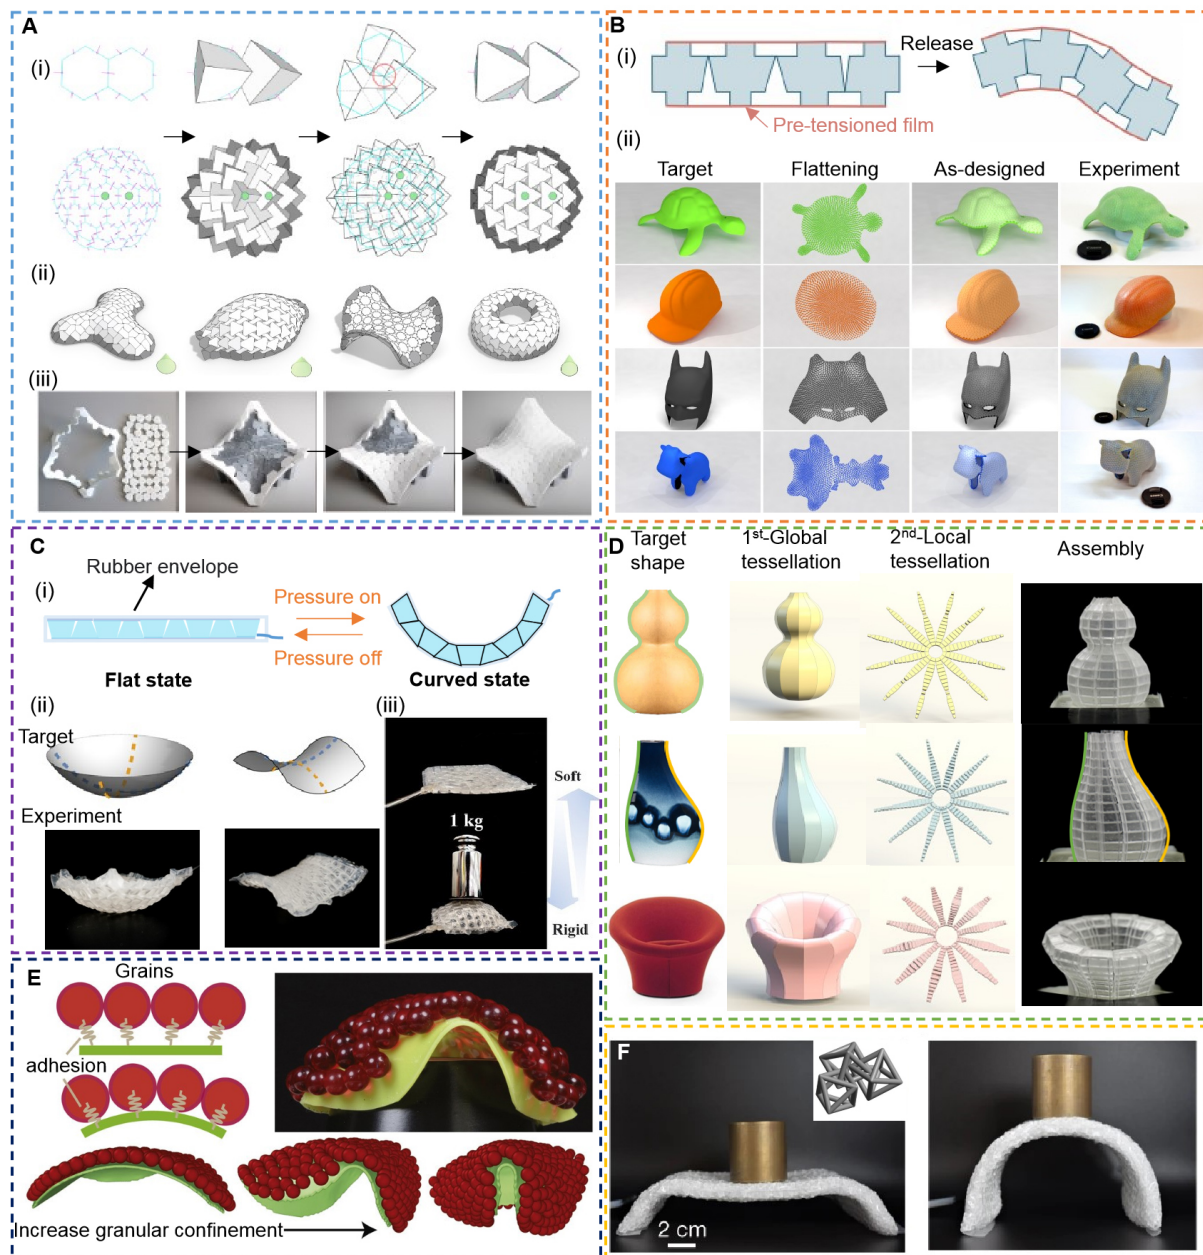 A
(i)
(ii)
(iii)
B
(i)
Release
Pre-tensioned film
(ii)
Target
Flattening
As-designed
Experiment
C
Rubber envelope
(i)
Pressure on
Pressure off
Flat state
Curved state
(ii)
(iii)
Target
Soft
Experiment
1 kg
Rigid
D
Target
shape
1st-Global
tessellation
2nd-Local
tessellation
Assembly
E
Grains
adhesion
Increase granular confinement
F
2 cm